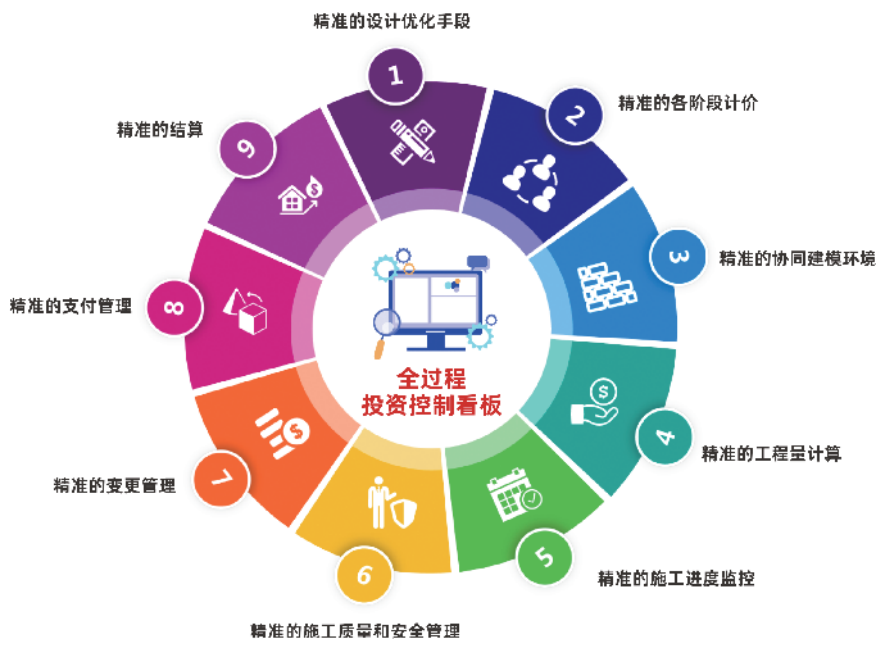 精准的设计优化手段
1
2
精准的各阶段计价
3
精准的协同建模环境
4
精准的工程量计算
5
精准的施工进度监控
6
精准的施工质量和安全管理
7
精准的变更管理
8
精准的支付管理
9
精准的结算
全过程
投资控制看板
$
$
$
$